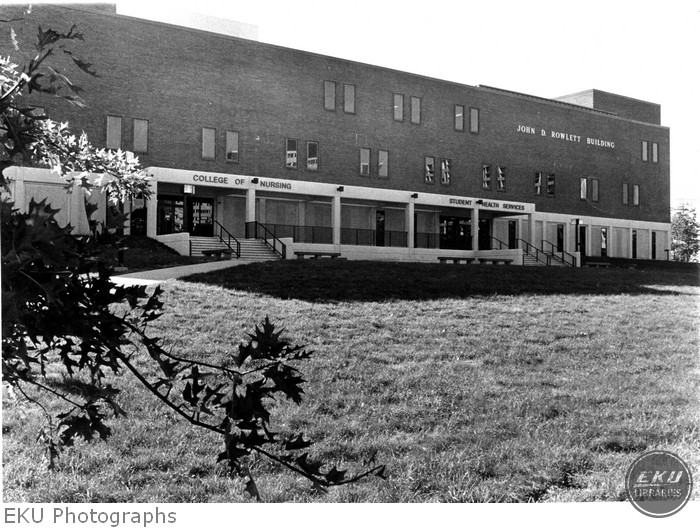 JOHN D. ROWLETT BUILDING
COLLEGE OF NURSING
STUDENT HEALTH SERVICES
EKU
LIBRARIES
EKU Photographs